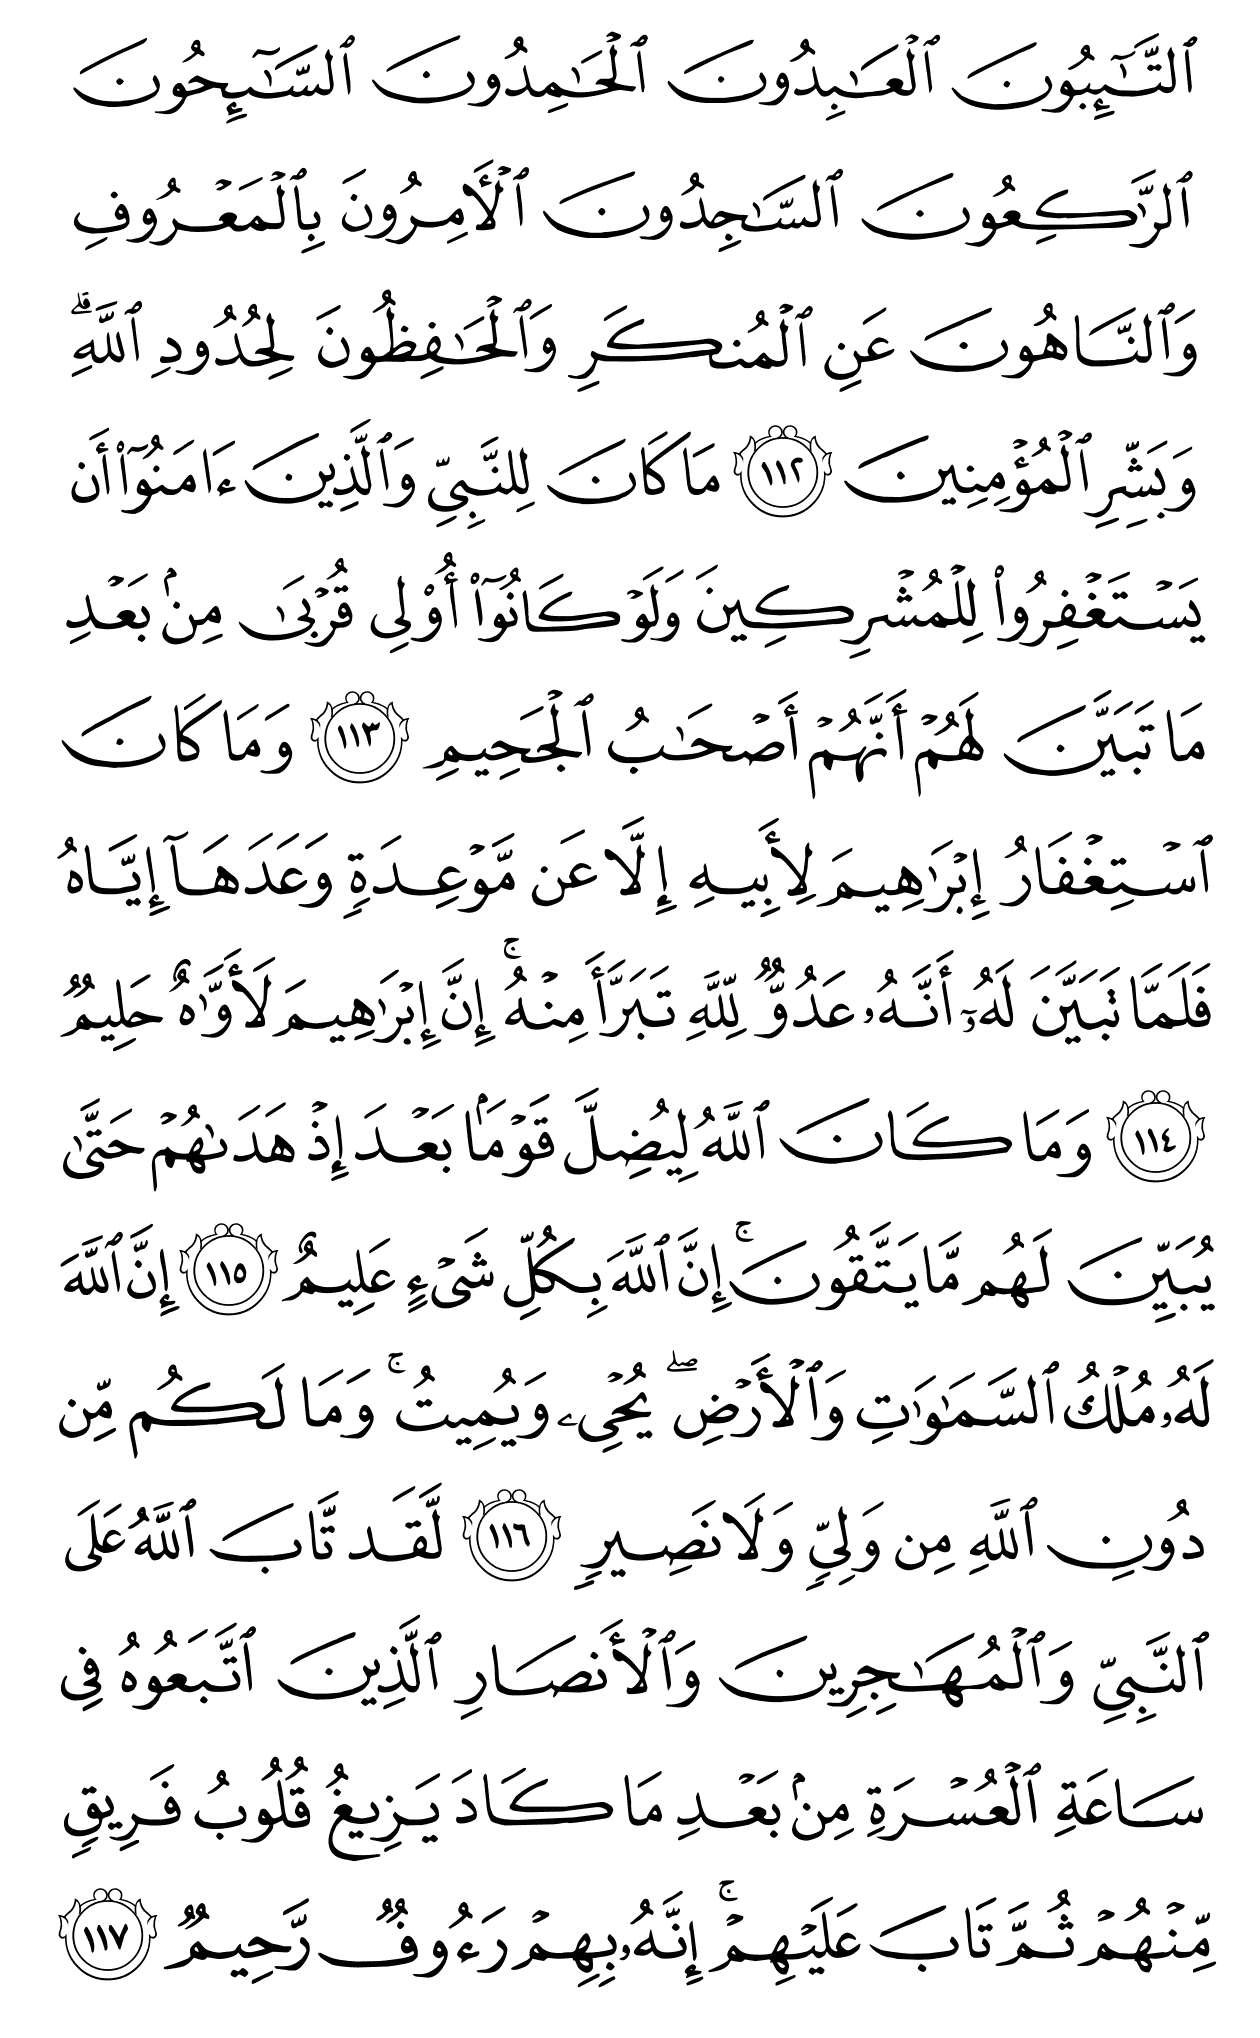 ٱلتَّـٰٓئِبُونَ ٱلْعَـٰبِدُونَ ٱلْحَـٰمِدُونَ ٱلسَّـٰٓئِحُونَ
ٱلرَّٰكِعُونَ ٱلسَّـٰجِدُونَ ٱلْـَٔامِرُونَ بِٱلْمَعْرُوفِ
وَٱلنَّاهُونَ عَنِ ٱلْمُنكَرِ وَٱلْحَـٰفِظُونَ لِحُدُودِ ٱللَّهِ ۗ
وَبَشِّرِ ٱلْمُؤْمِنِينَ ١١٢ مَا كَانَ لِلنَّبِىِّ وَٱلَّذِينَ ءَامَنُوٓا۟ أَن
يَسْتَغْفِرُوا۟ لِلْمُشْرِكِينَ وَلَوْ كَانُوٓا۟ أُو۟لِى قُرْبَىٰ مِنۢ بَعْدِ
مَا تَبَيَّنَ لَهُمْ أَنَّهُمْ أَصْحَـٰبُ ٱلْجَحِيمِ ١١٣ وَمَا كَانَ
ٱسْتِغْفَارُ إِبْرَٰهِيمَ لِأَبِيهِ إِلَّا عَن مَّوْعِدَةٍ وَعَدَهَآ إِيَّاهُ
فَلَمَّا تَبَيَّنَ لَهُۥٓ أَنَّهُۥ عَدُوٌّ لِّلَّهِ تَبَرَّأَ مِنْهُ ۚ إِنَّ إِبْرَٰهِيمَ لَأَوَّٰهٌ حَلِيمٌ
١١٤ وَمَا كَانَ ٱللَّهُ لِيُضِلَّ قَوْمًۢا بَعْدَ إِذْ هَدَىٰهُمْ حَتَّىٰ
يُبَيِّنَ لَهُم مَّا يَتَّقُونَ ۚ إِنَّ ٱللَّهَ بِكُلِّ شَىْءٍ عَلِيمٌ ١١٥ إِنَّ ٱللَّهَ
لَهُۥ مُلْكُ ٱلسَّمَـٰوَٰتِ وَٱلْأَرْضِ ۖ يُحْىِۦ وَيُمِيتُ ۚ وَمَا لَكُم مِّن
دُونِ ٱللَّهِ مِن وَلِىٍّ وَلَا نَصِيرٍ ١١٦ لَّقَد تَّابَ ٱللَّهُ عَلَى
ٱلنَّبِىِّ وَٱلْمُهَـٰجِرِينَ وَٱلْأَنصَارِ ٱلَّذِينَ ٱتَّبَعُوهُ فِى
سَاعَةِ ٱلْعُسْرَةِ مِنۢ بَعْدِ مَا كَادَ يَزِيغُ قُلُوبُ فَرِيقٍ
مِّنْهُمْ ثُمَّ تَابَ عَلَيْهِمْ ۚ إِنَّهُۥ بِهِمْ رَءُوفٌ رَّحِيمٌ ١١٧